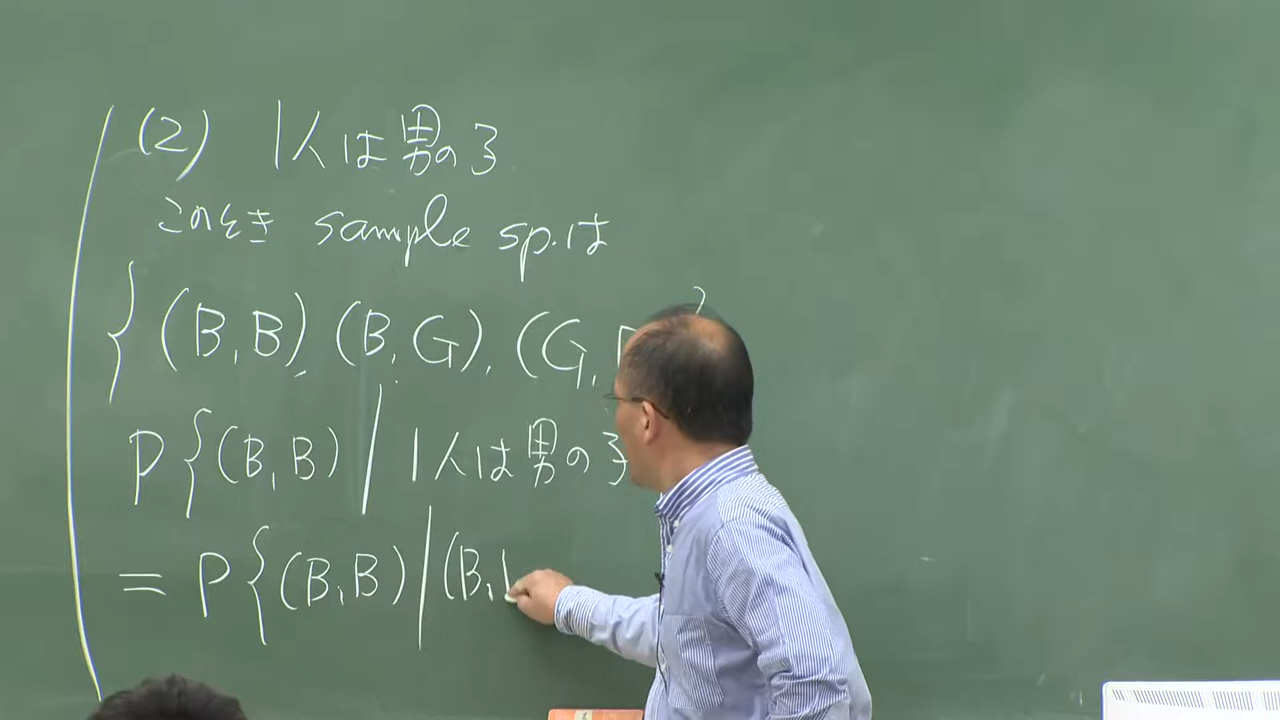 (2) 1人は男の子
このとき sample sp.は
{ (B,B), (B,G), (G,
P{(B,B) | 1人は男の子
= P{(B,B) | (B,